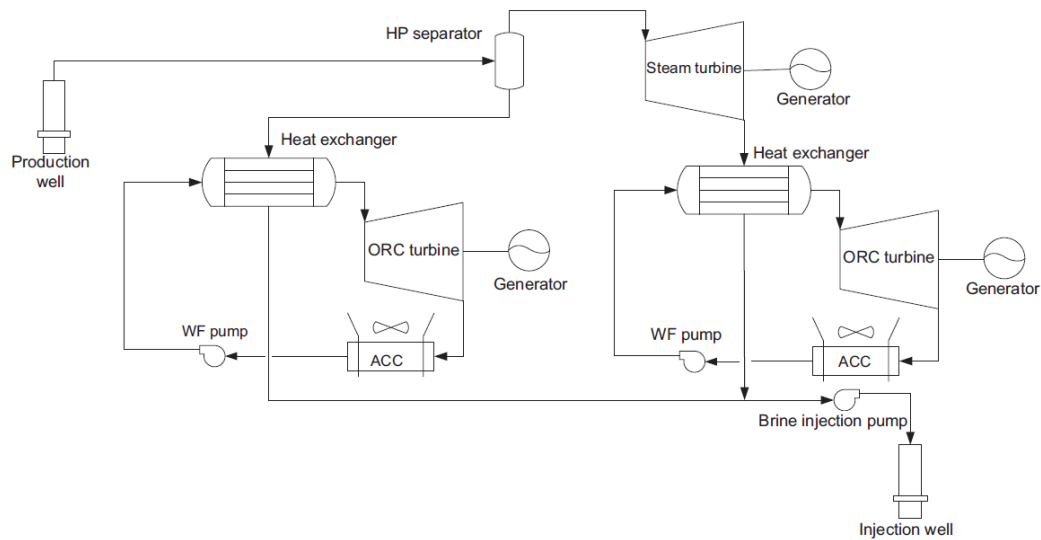 HP separator
Steam turbine
Generator
Production
well
Heat exchanger
Heat exchanger
ORC turbine
Generator
ORC turbine
Generator
WF pump
ACC
WF pump
ACC
Brine injection pump
Injection well